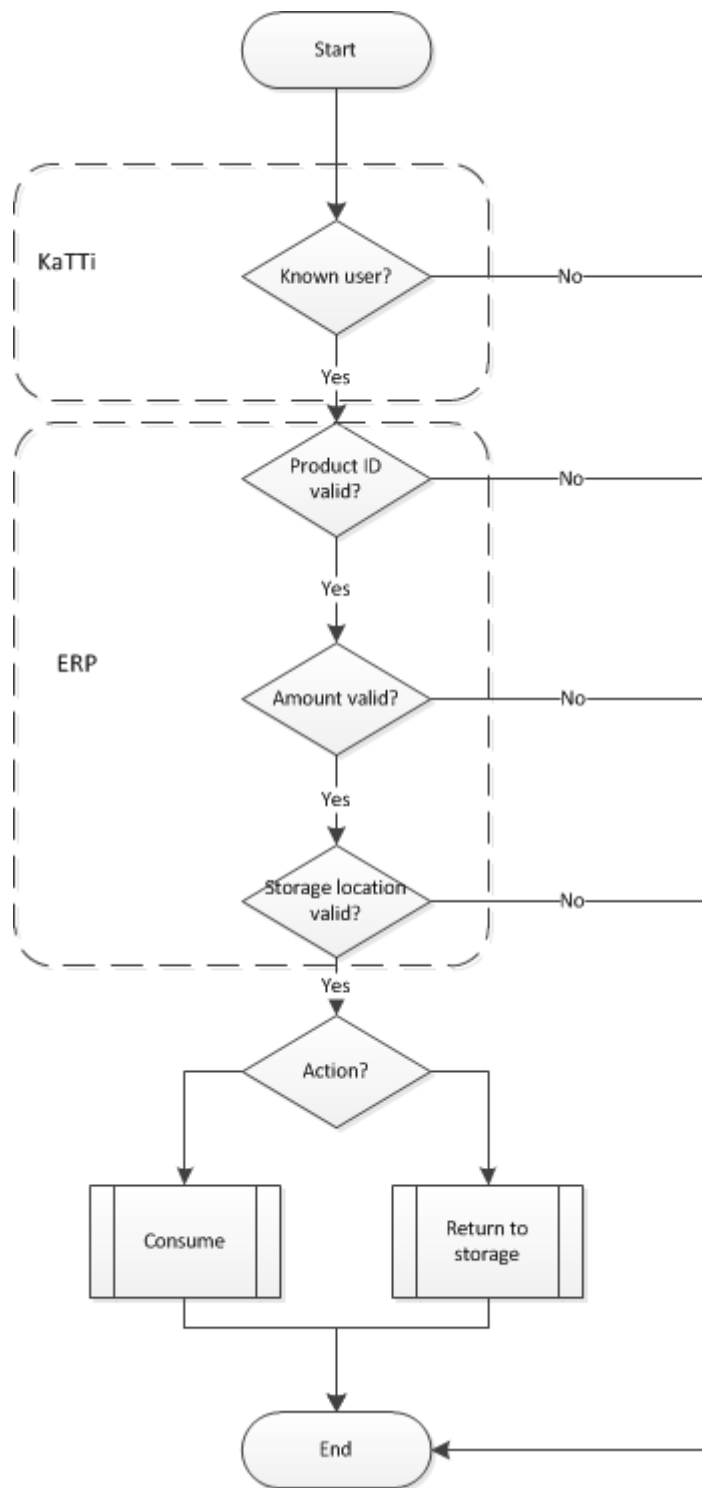 Start
KaTTi
Known user?
No
Yes
Product ID
valid?
No
Yes
ERP
Amount valid?
No
Yes
Storage location
valid?
No
Yes
Action?
Consume
Return to
storage
End